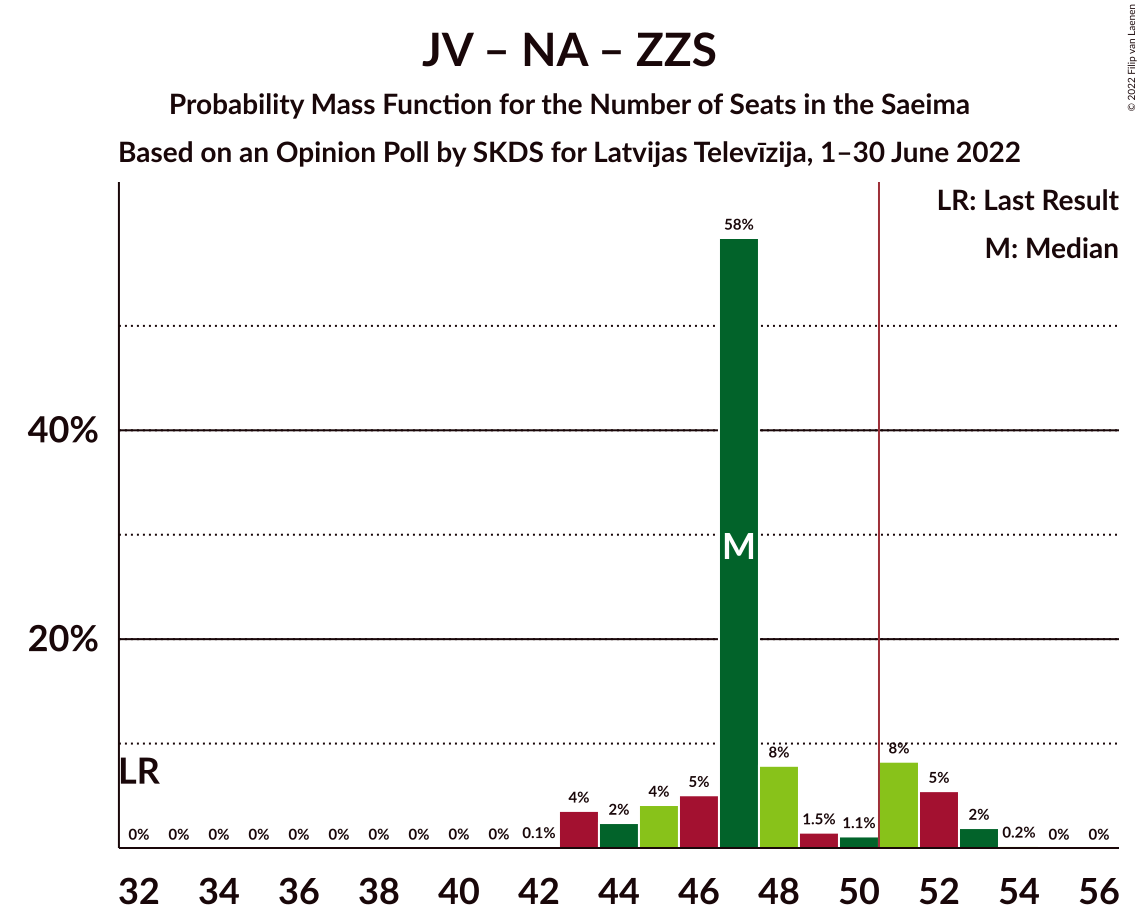 JV – NA – ZZS
Probability Mass Function for the Number of Seats in the Saeima
Based on an Opinion Poll by SKDS for Latvijas Televīzija, 1–30 June 2022
© 2022 Filip van Laenen
LR: Last Result
M: Median
58%
40%
M
20%
LR
0% 0% 0% 0% 0% 0% 0% 0% 0% 0% 0.1% 4% 2% 4% 5% 8% 1.5% 1.1% 8% 5% 2% 0.2% 0% 0%
32 34 36 38 40 42 44 46 48 50 52 54 56